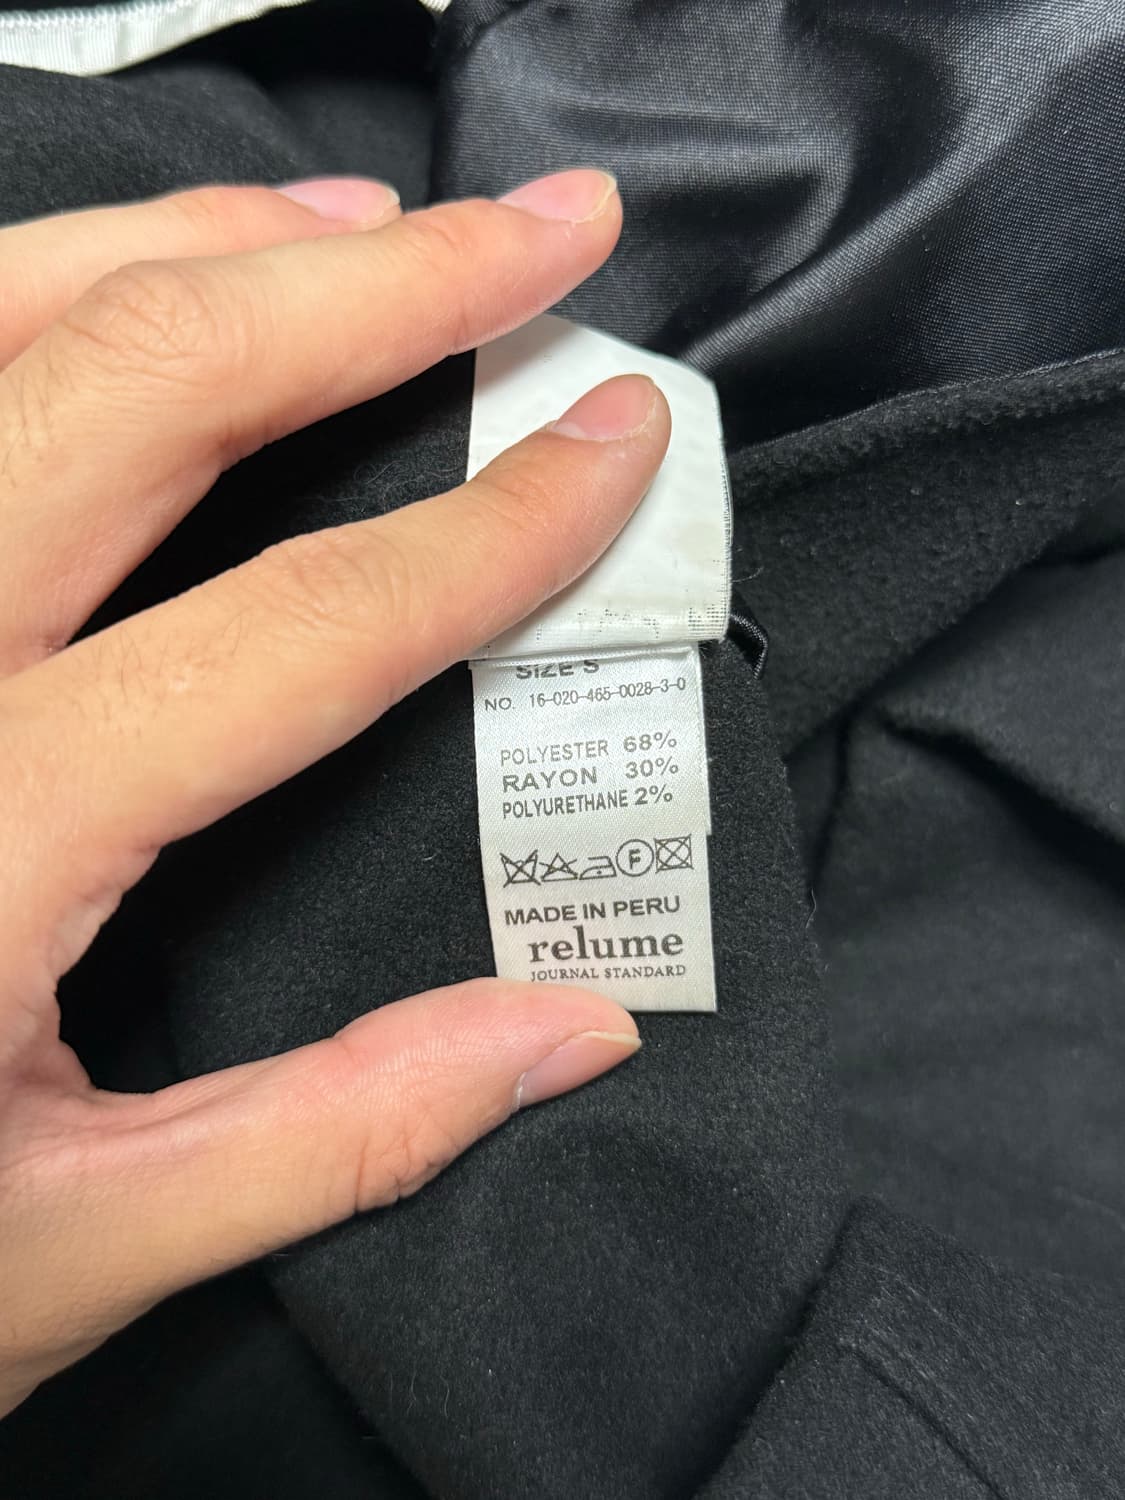 SIZE S
NO. 16-020-465-0028-3-0
POLYESTER 68%
RAYON 30%
POLYURETHANE 2%
F
MADE IN PERU
relume
JOURNAL STANDARD